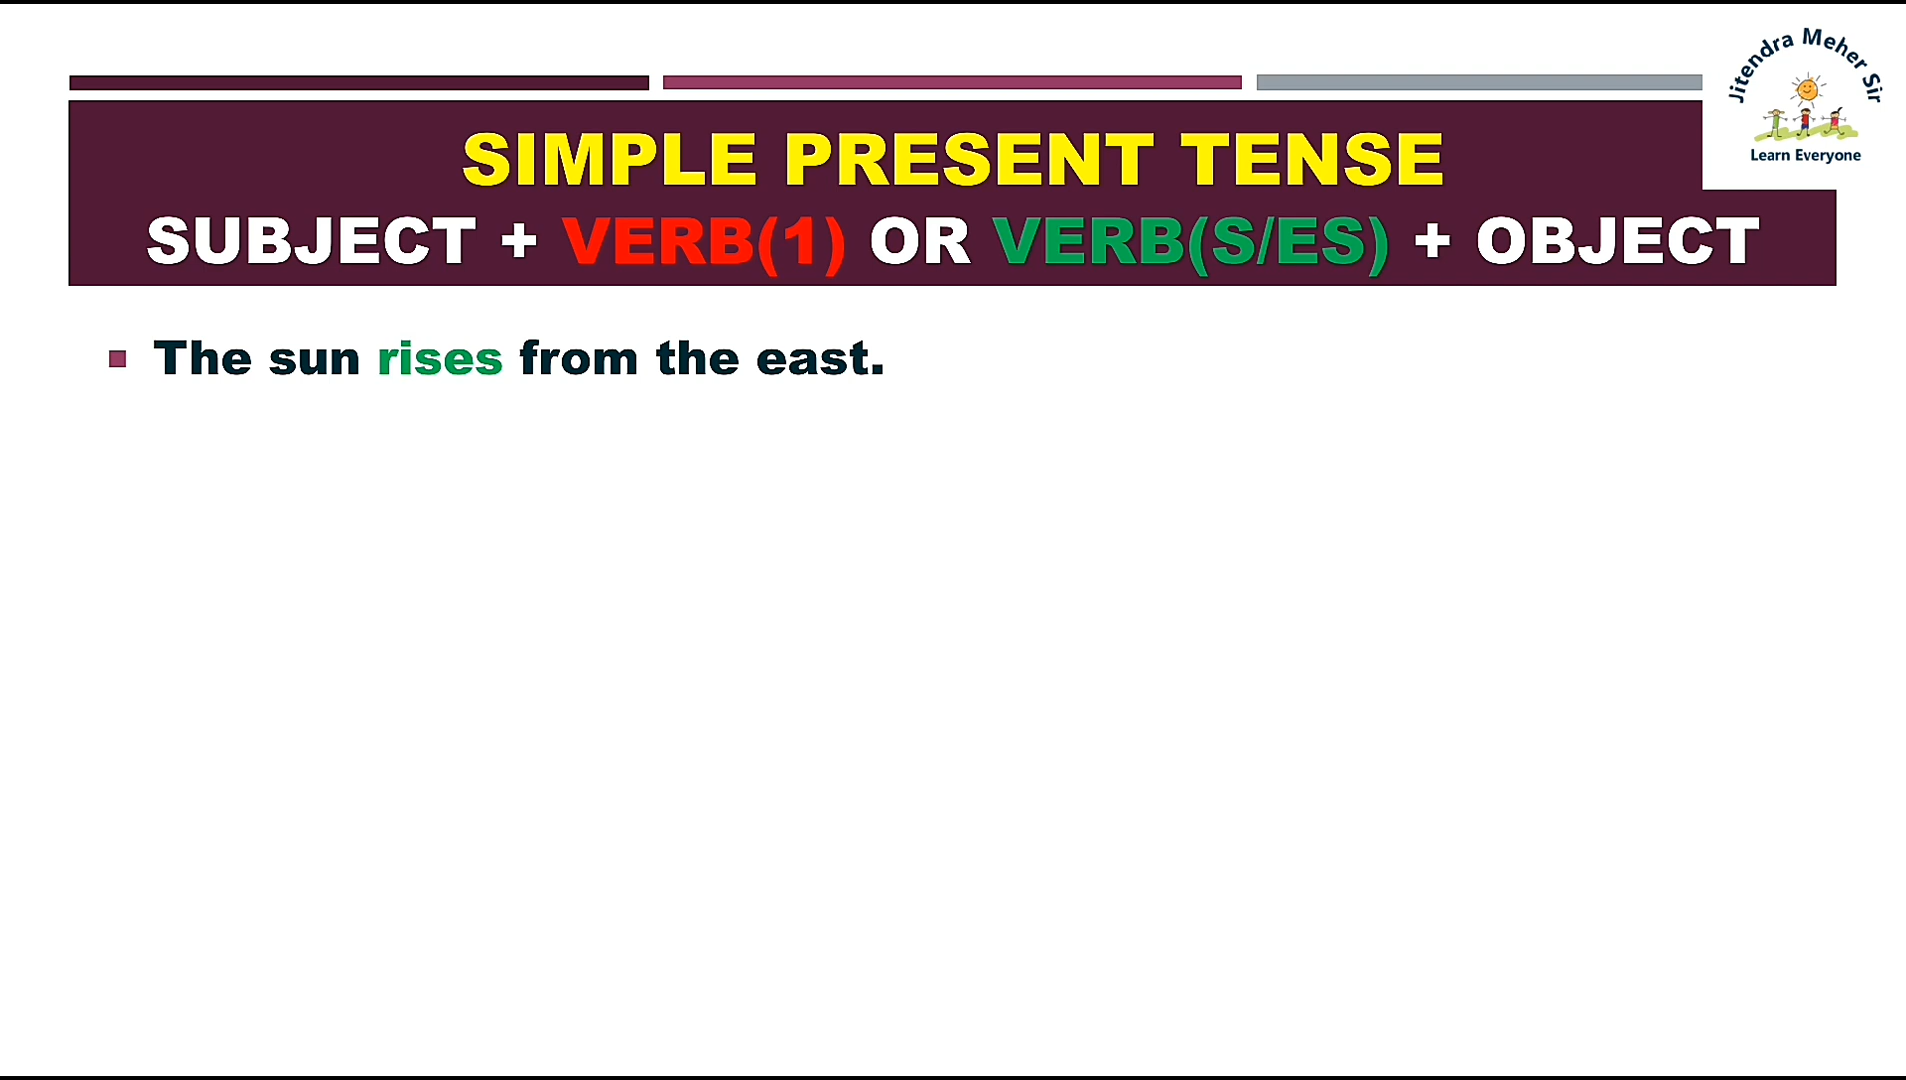 Jitendra Meher Sir
Learn Everyone
SIMPLE PRESENT TENSE
SUBJECT + VERB(1) OR VERB(S/ES) + OBJECT
The sun rises from the east.